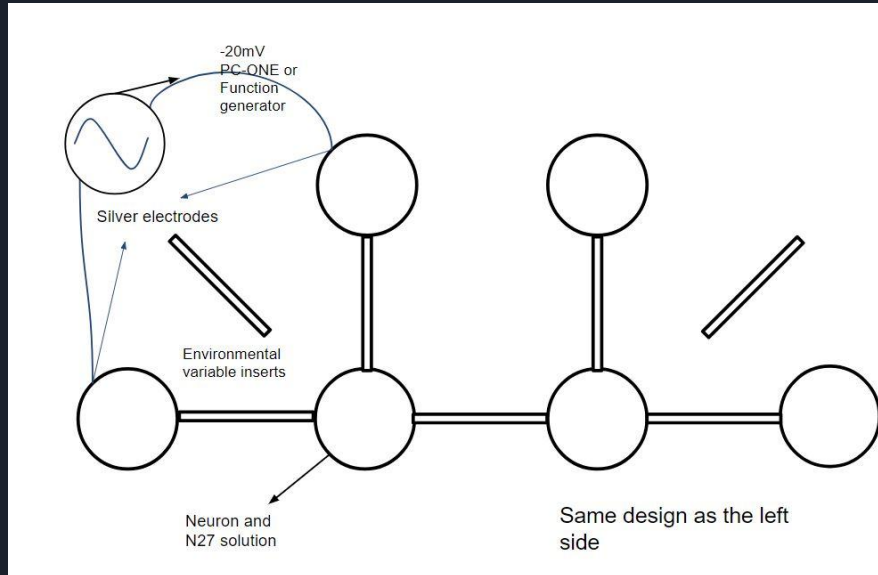 -20mV
PC-ONE or
Function
generator
Silver electrodes
Environmental
variable inserts
Neuron and
N27 solution
Same design as the left
side